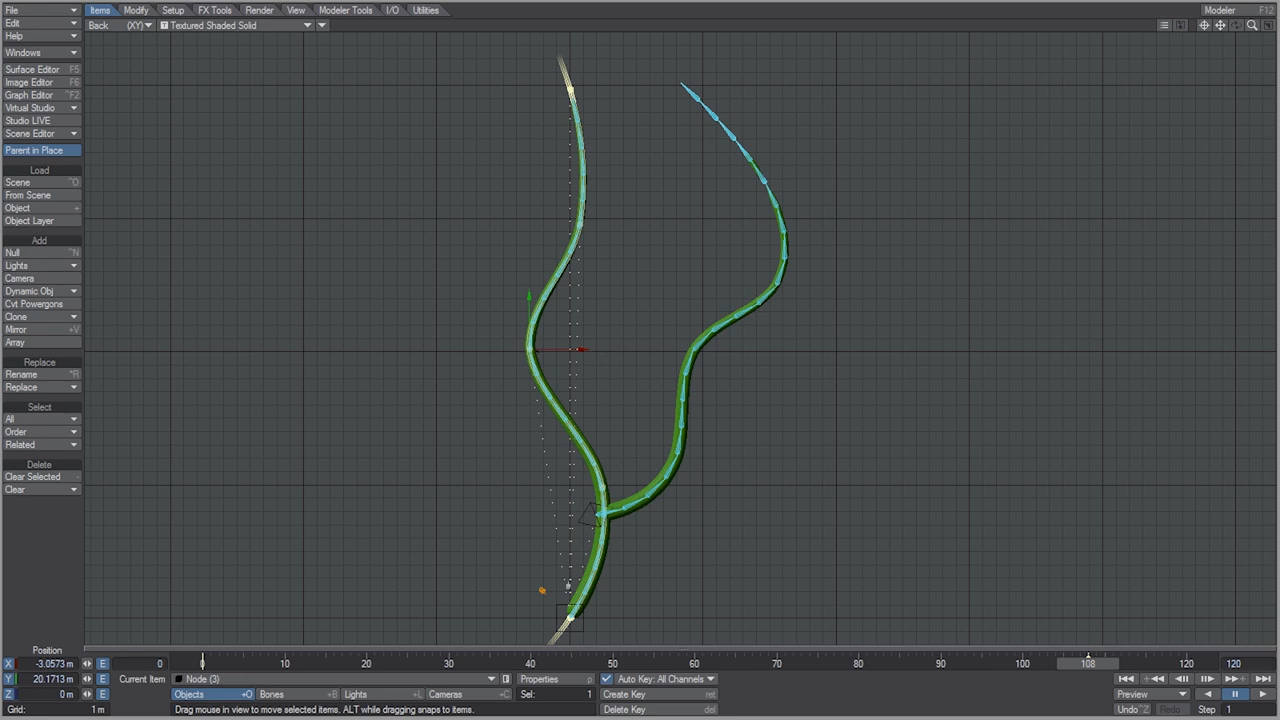 File
Items Modify Setup FX Tools Render View Modeler Tools I/O Utilities
Modeler F12
Edit
Back (XY) Textured Shaded Solid
Help
Windows
Surface Editor F5
Image Editor F6
Graph Editor ^F2
Virtual Studio
Studio LIVE
Scene Editor
Parent in Place
Load
Scene ^O
From Scene
Object +
Object Layer
Add
Null ^N
Lights
Camera
Dynamic Obj
Cvt Powergons
Clone
Mirror +V
Array
Replace
Rename ^R
Replace
Select
All
Order
Related
Delete
Clear Selected -
Clear
Position
X -3.0573 m E 0 0 10 20 30 40 50 60 70 80 90 100 108 120 120
Y 20.1713 m E Current Item Node (3) Properties p Auto Key: All Channels
Z 0 m E Objects +O Bones +B Lights +L Cameras +C Sel: 1 Create Key ret Preview
Grid: 1 m Drag mouse in view to move selected items. ALT while dragging snaps to items. Delete Key del Undo ^Z Redo Z Step 1